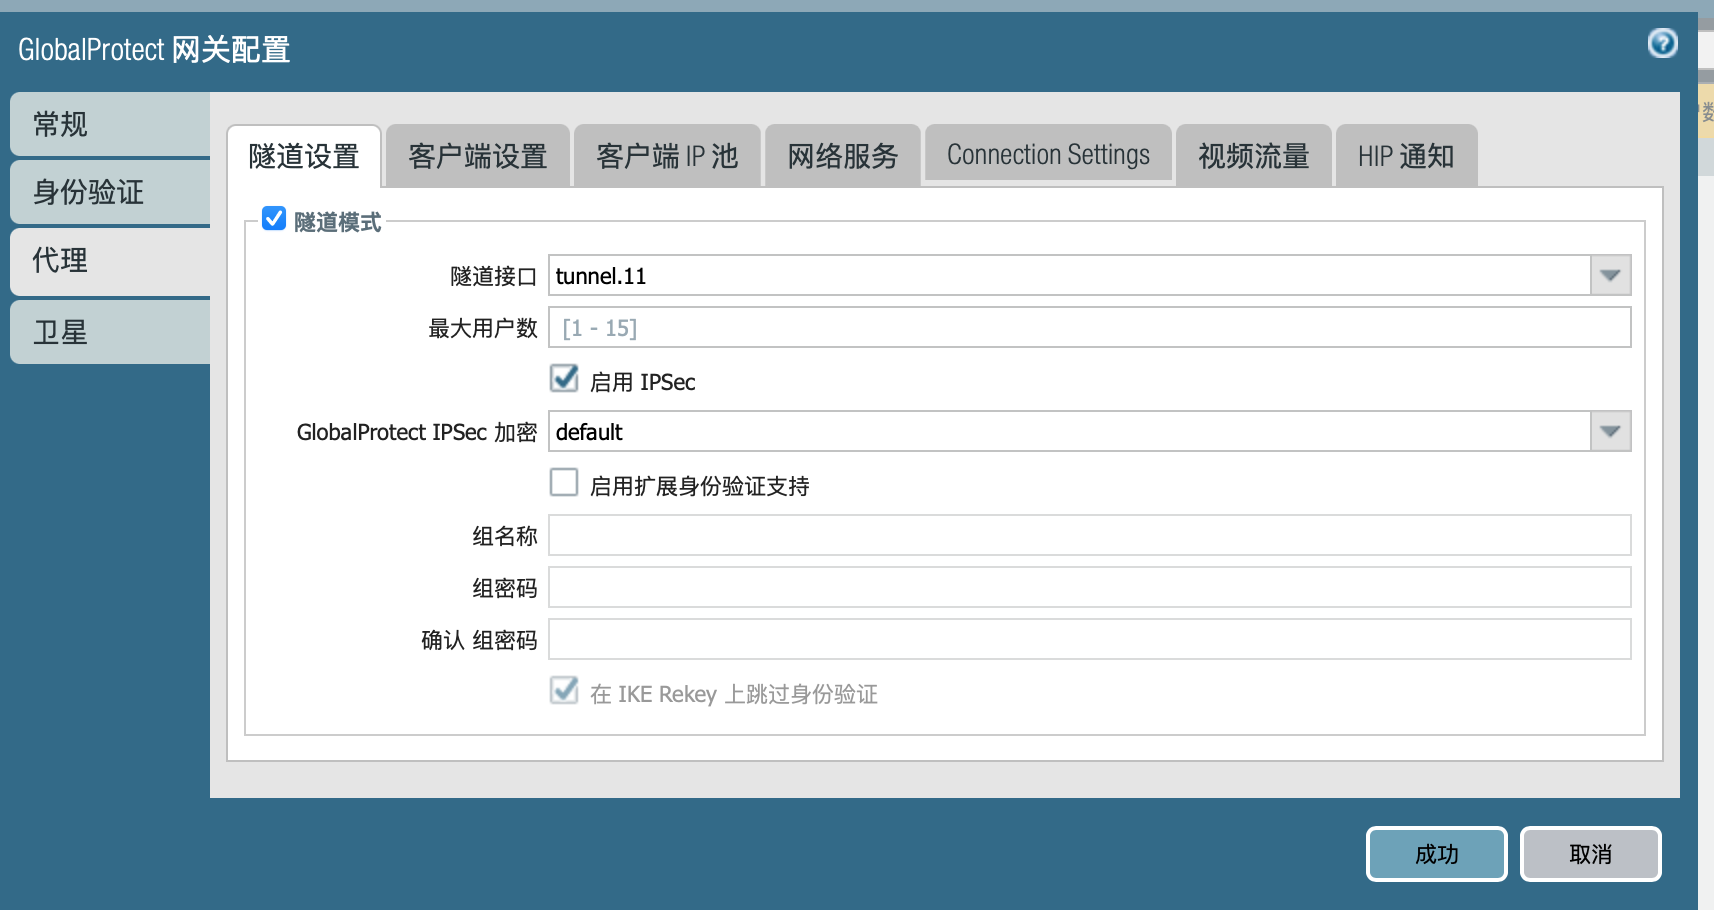 GlobalProtect 网关配置
常规
身份验证
代理
卫星
隧道设置
客户端设置
客户端 IP 池
网络服务
Connection Settings
视频流量
HIP 通知
隧道模式
隧道接口 tunnel.11
最大用户数 [1 - 15]
启用 IPSec
GlobalProtect IPSec 加密 default
启用扩展身份验证支持
组名称
组密码
确认 组密码
在 IKE Rekey 上跳过身份验证
成功
取消